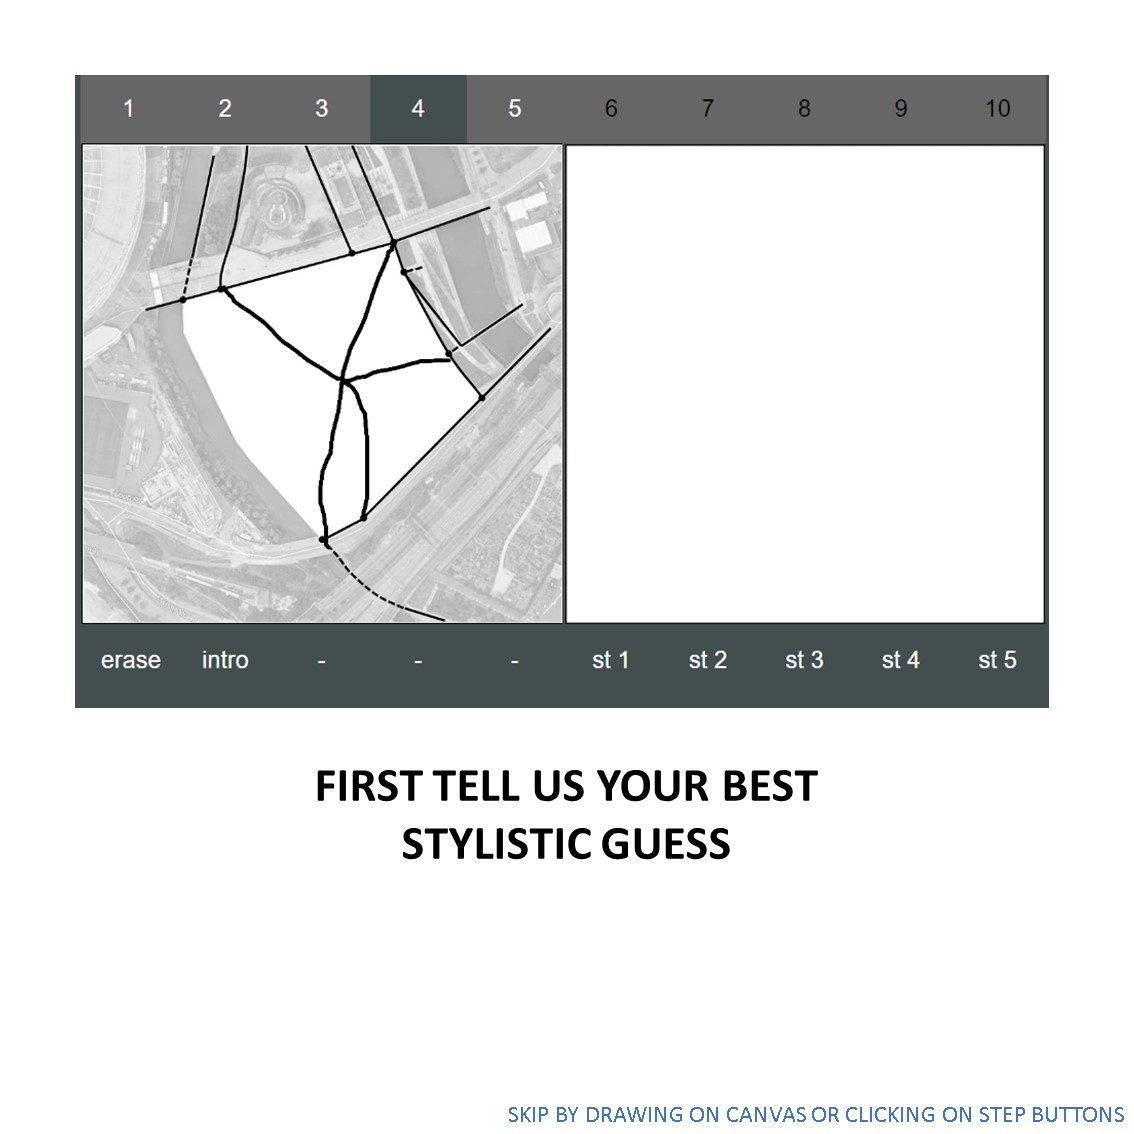 1 2 3 4 5 6 7 8 9 10
erase intro - - - st 1 st 2 st 3 st 4 st 5
FIRST TELL US YOUR BEST
STYLISTIC GUESS
SKIP BY DRAWING ON CANVAS OR CLICKING ON STEP BUTTONS